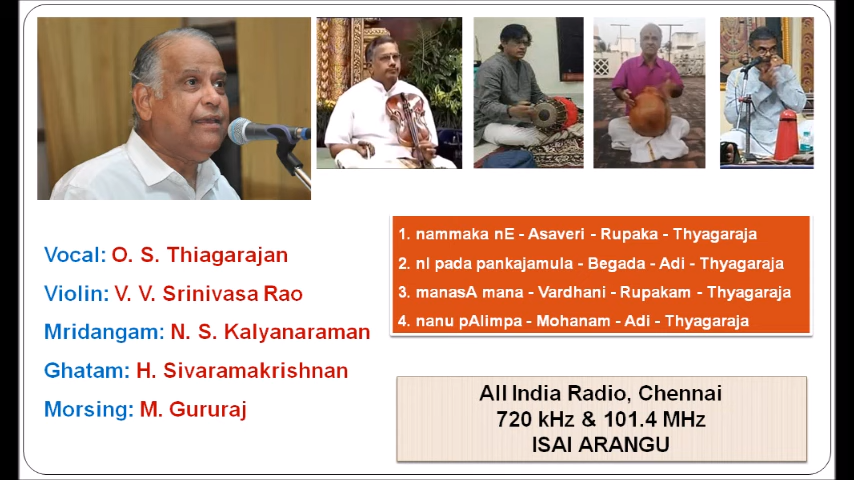 Vocal: O. S. Thiagarajan
Violin: V. V. Srinivasa Rao
Mridangam: N. S. Kalyanaraman
Ghatam: H. Sivaramakrishnan
Morsing: M. Gururaj
1. nammaka nE - Asaveri - Rupaka - Thyagaraja
2. nI pada pankajamula - Begada - Adi - Thyagaraja
3. manasA mana - Vardhani - Rupakam - Thyagaraja
4. nanu pAlimpa - Mohanam - Adi - Thyagaraja
All India Radio, Chennai
720 kHz & 101.4 MHz
ISAI ARANGU